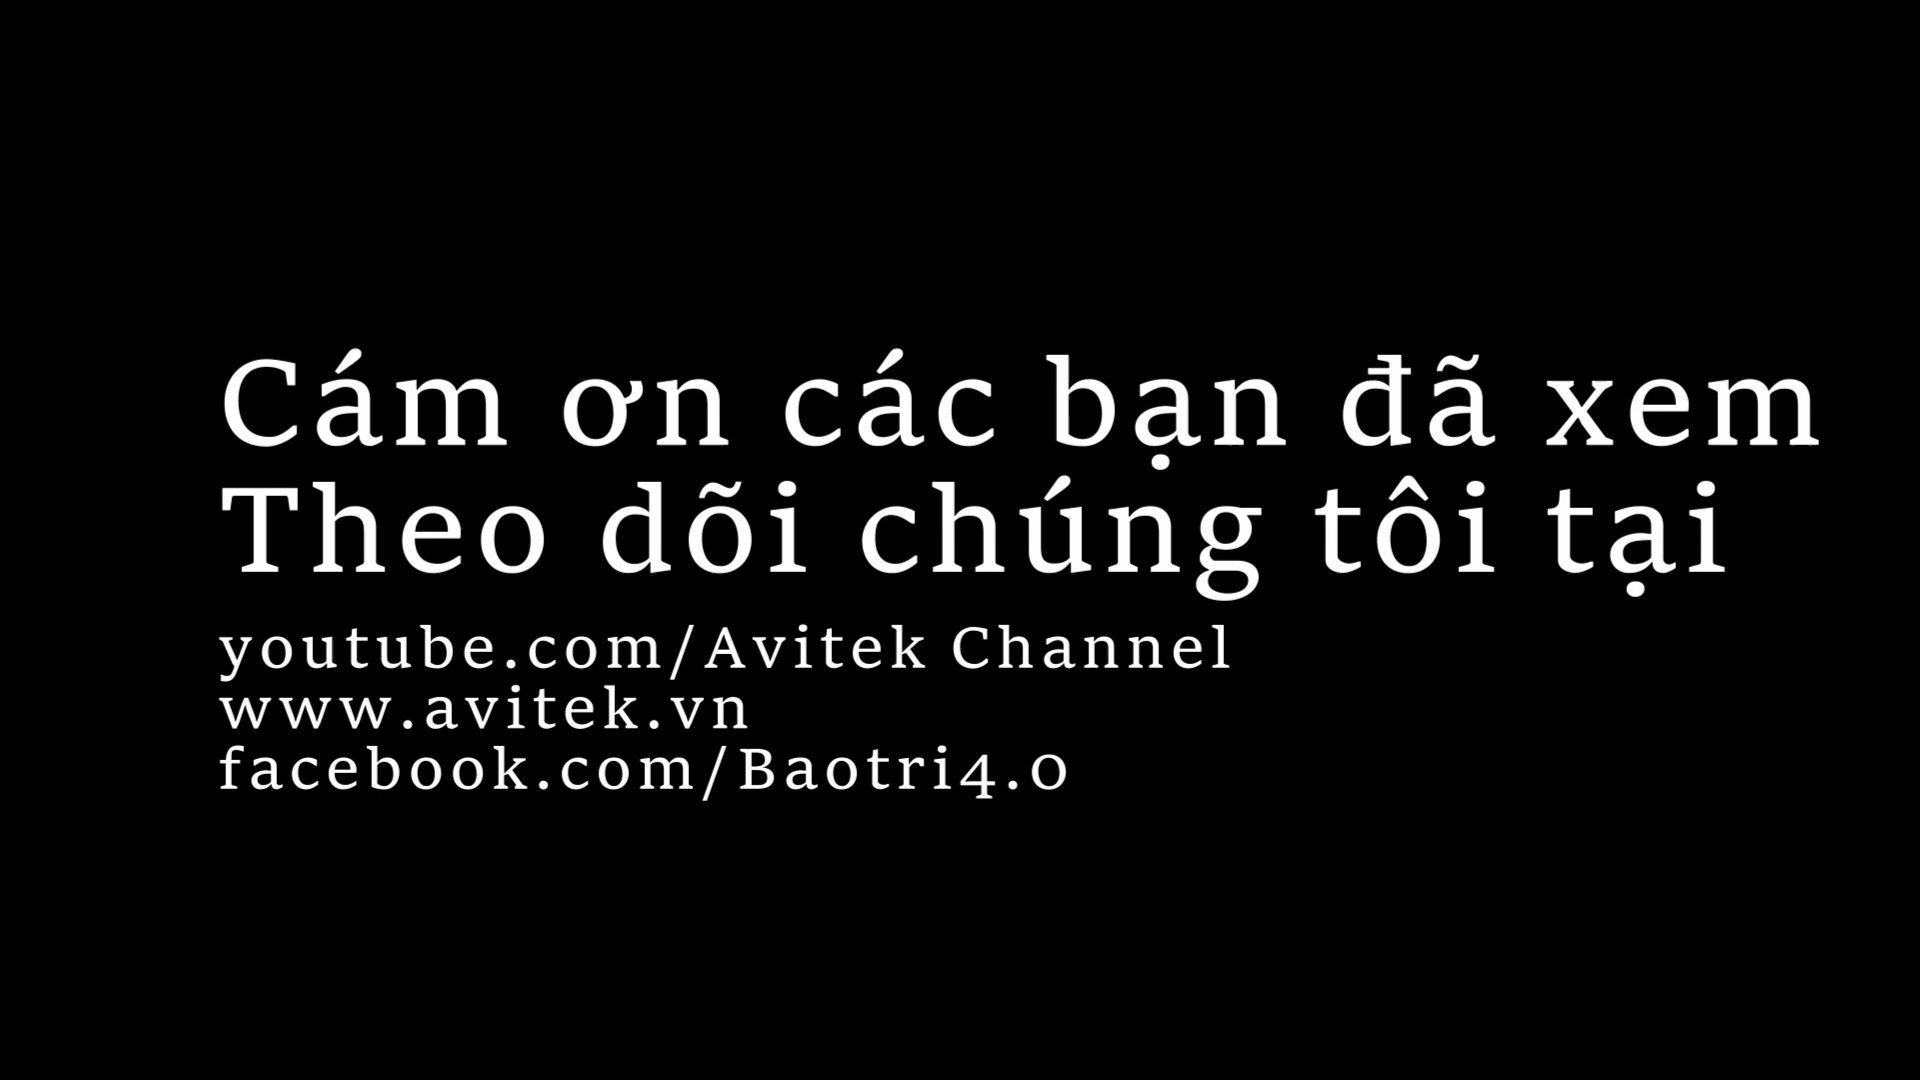 Cám ơn các bạn đã xem
Theo dõi chúng tôi tại
youtube.com/Avitek Channel
www.avitek.vn
facebook.com/Baotri4.0